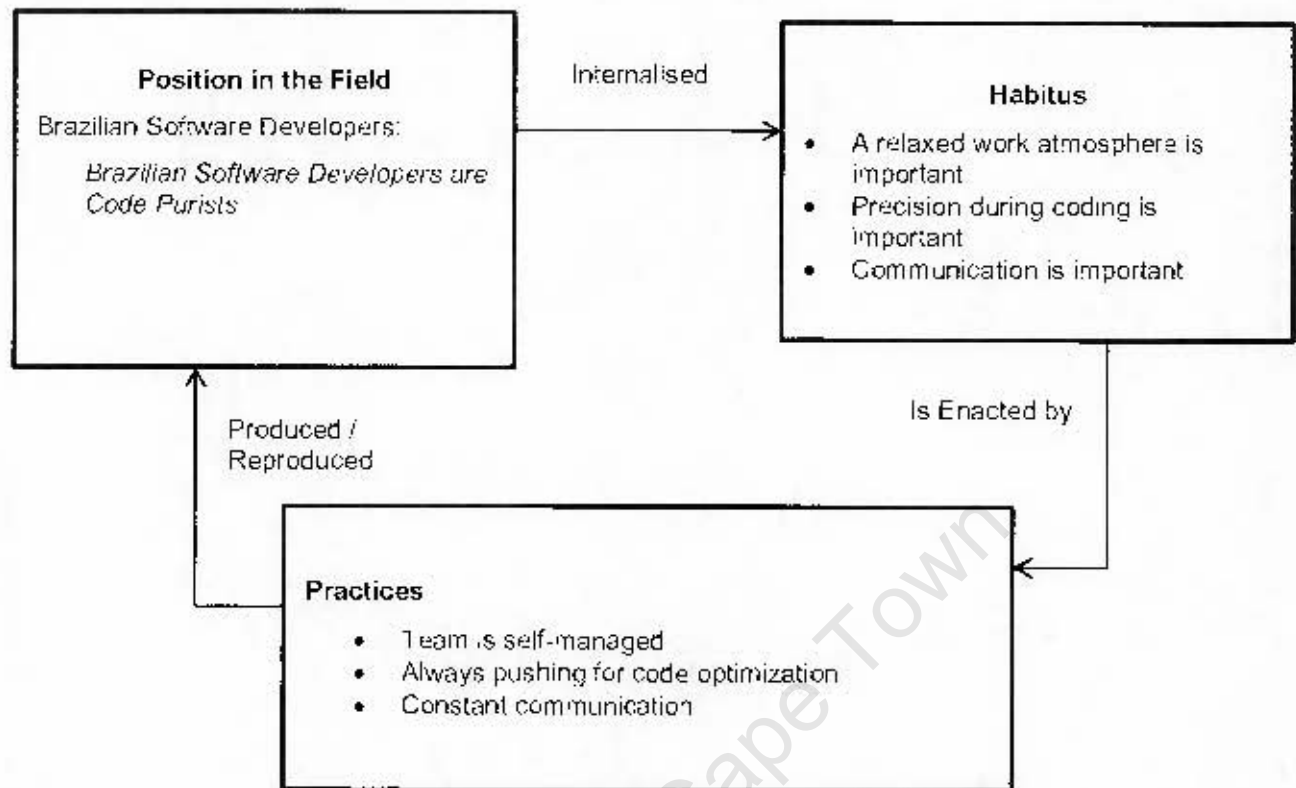 Position in the Field
Brazilian Software Developers:
Brazilian Software Developers are
Code Purists
Internalised
Habitus
• A relaxed work atmosphere is
important
• Precision during coding is
important
• Communication is important
Is Enacted by
Produced /
Reproduced
Practices
• Team is self-managed
• Always pushing for code optimization
• Constant communication
Cape Town